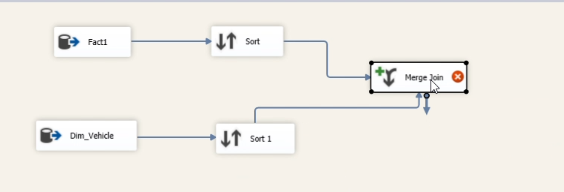 Fact1
Sort
Merge Join
Dim_Vehicle
Sort 1